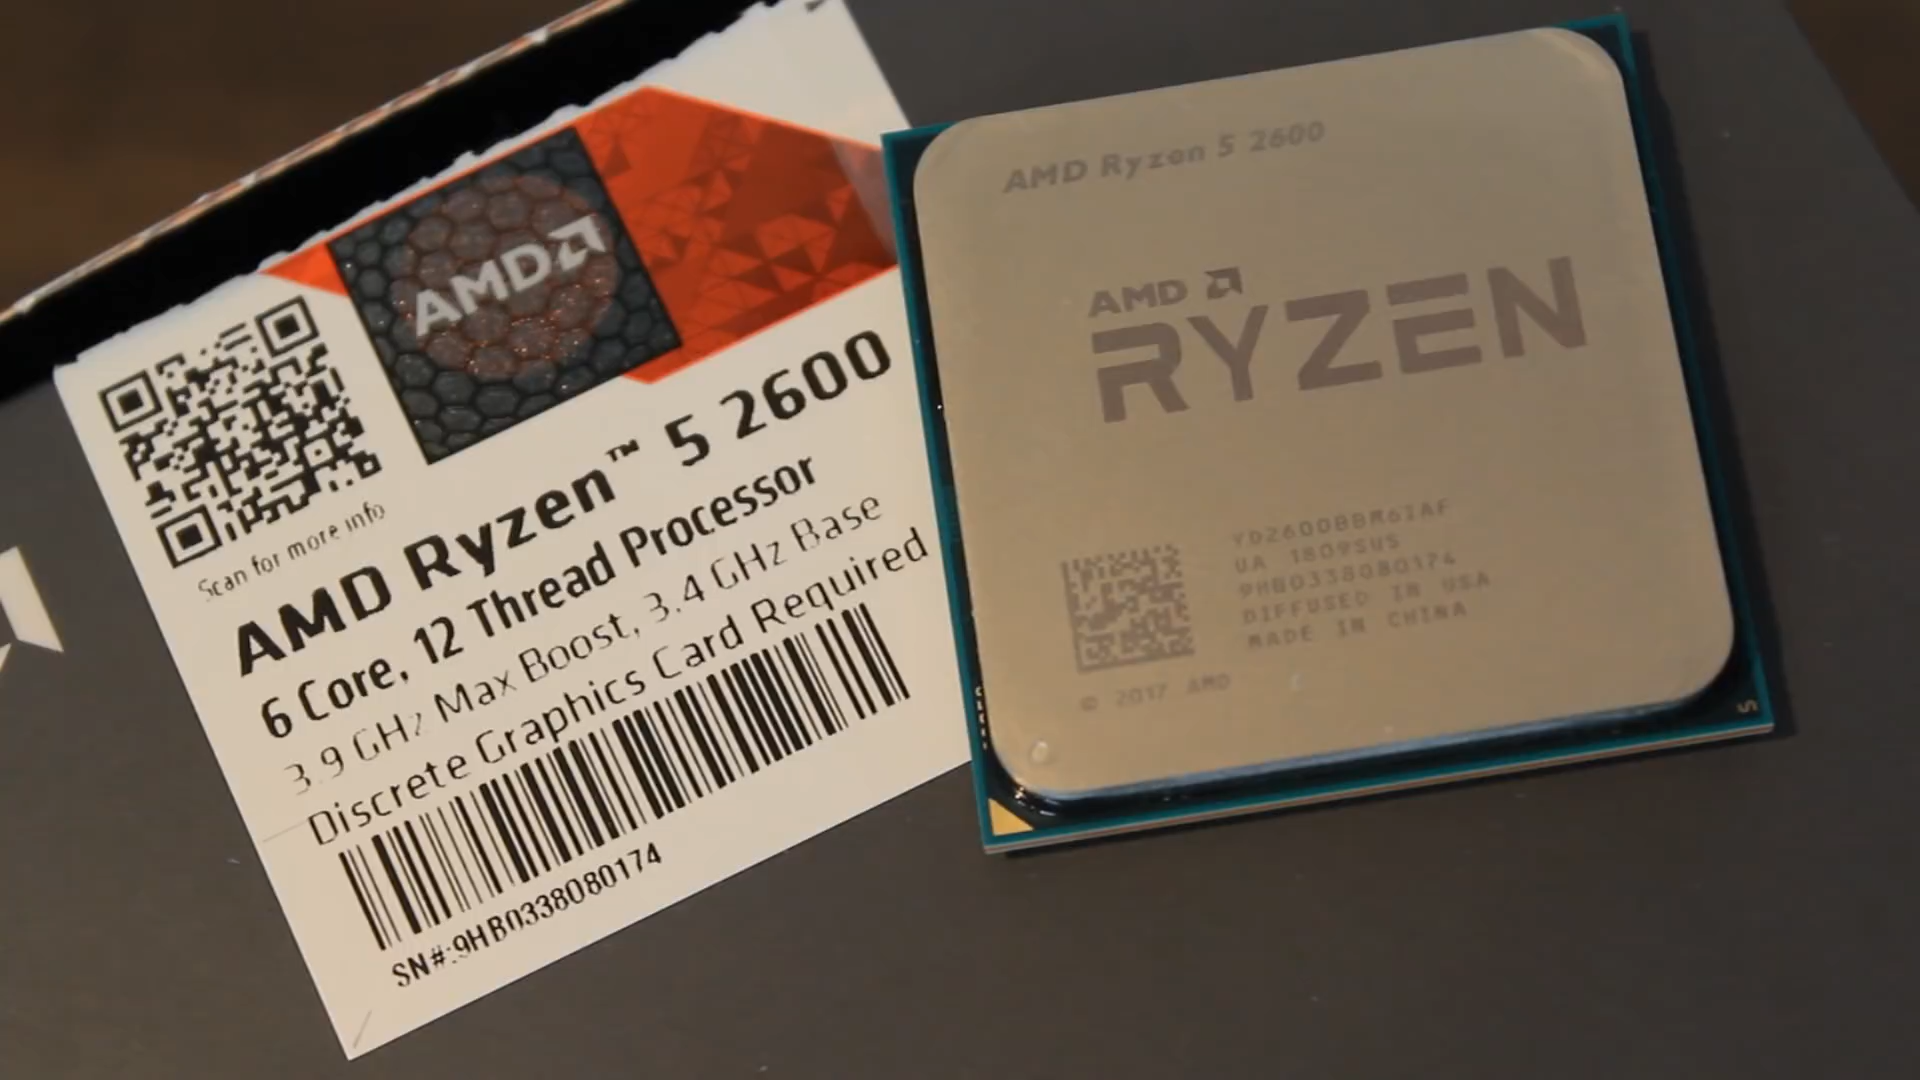 AMD
Scan for more info
AMD Ryzen™ 5 2600
6 Core, 12 Thread Processor
3.9 GHz Max Boost, 3.4 GHz Base
Discrete Graphics Card Required
SN#:9HB0338080174
AMD Ryzen 5 2600
AMD
RYZEN
YD2600BBM6IAF
UA 1809SUS
9HB0338080174
DIFFUSED IN USA
MADE IN CHINA
© 2017 AMD